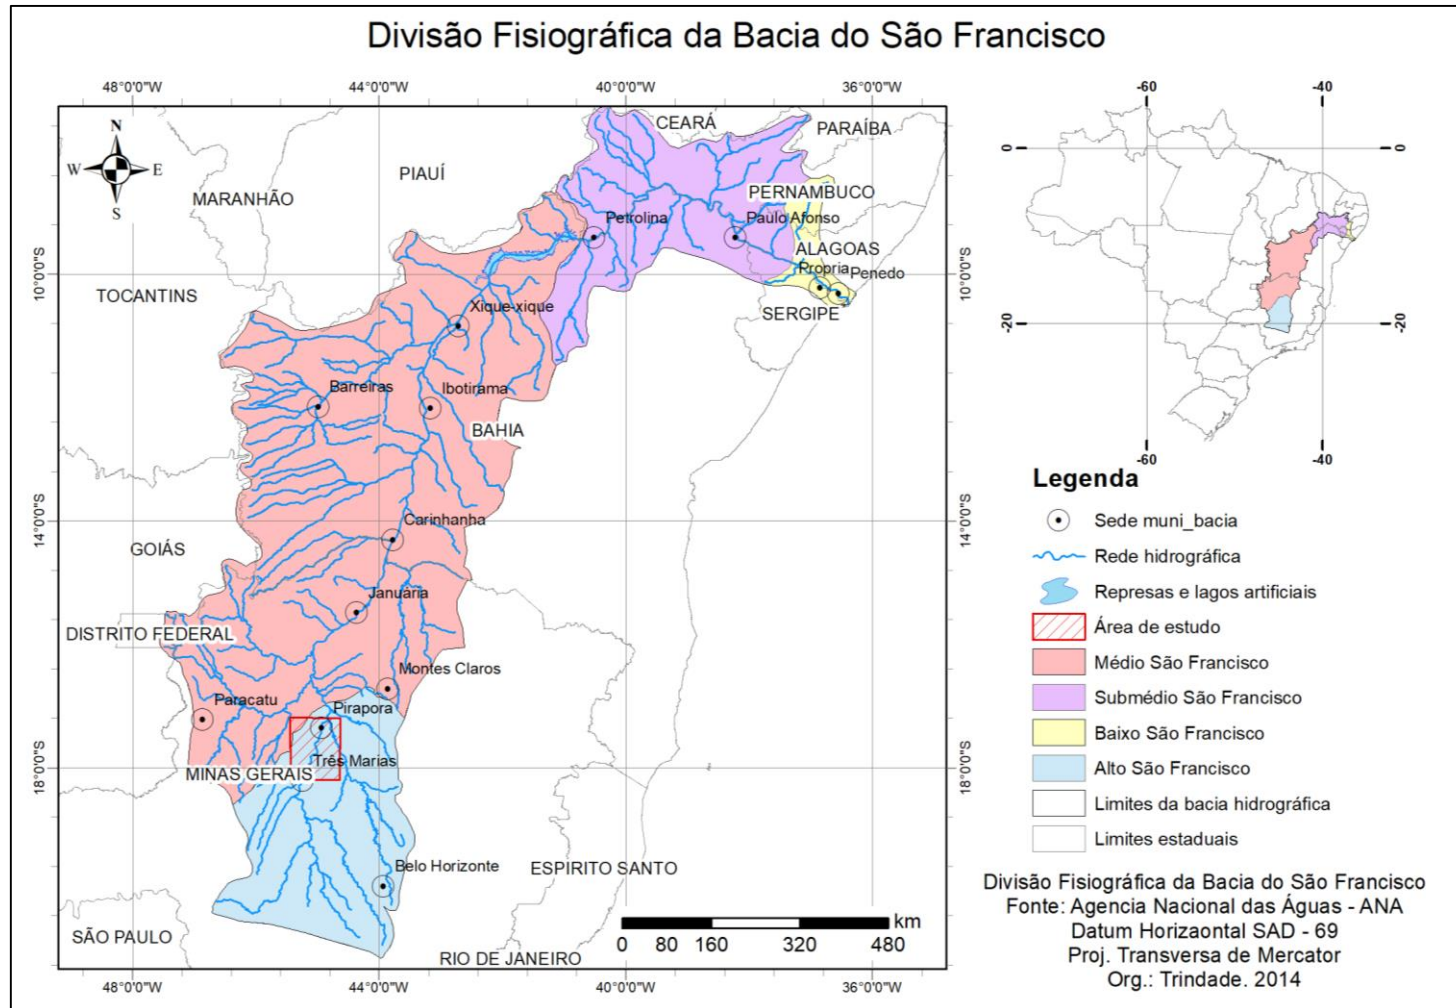 Divisão Fisiográfica da Bacia do São Francisco
48°0'0"W 44°0'0"W 40°0'0"W 36°0'0"W
N
W E
S
CEARÁ
PARAÍBA
PIAUÍ
MARANHÃO
PERNAMBUCO
Petrolina
Paulo Afonso
ALAGOAS
Propria
Penedo
10°0'0"S
10°0'0"S
TOCANTINS
Xique-xique
SERGIPE
Barreiras
Ibotirama
BAHIA
14°0'0"S
14°0'0"S
Carinhanha
GOIÁS
Januária
DISTRITO FEDERAL
Montes Claros
Paracatu
Pirapora
Três Marias
MINAS GERAIS
18°0'0"S
18°0'0"S
Belo Horizonte
ESPIRITO SANTO
SÃO PAULO
RIO DE JANEIRO
km
0 80 160 320 480
48°0'0"W 44°0'0"W 40°0'0"W 36°0'0"W
-60 -40
0 0
-20 -20
-60 -40
Legenda
Sede muni_bacia
Rede hidrográfica
Represas e lagos artificiais
Área de estudo
Médio São Francisco
Submédio São Francisco
Baixo São Francisco
Alto São Francisco
Limites da bacia hidrográfica
Limites estaduais
Divisão Fisiográfica da Bacia do São Francisco
Fonte: Agencia Nacional das Águas - ANA
Datum Horizaontal SAD - 69
Proj. Transversa de Mercator
Org.: Trindade. 2014